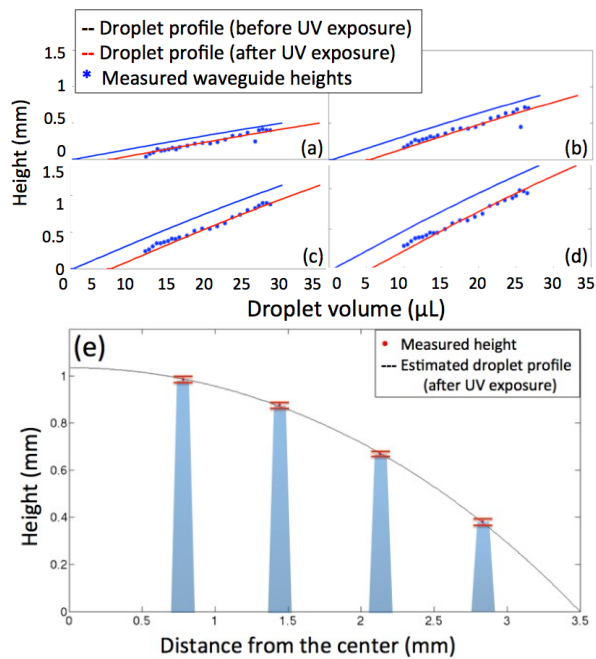 -- Droplet profile (before UV exposure)
-- Droplet profile (after UV exposure)
* Measured waveguide heights
1.5
1
0.5
0
(a)
(b)
1.5
1
0.5
0
(c)
(d)
Height (mm)
0 5 10 15 20 25 30 35 0 5 10 15 20 25 30 35
Droplet volume (µL)
(e)
• Measured height
--- Estimated droplet profile
(after UV exposure)
1
0.8
0.6
0.4
0.2
0
Height (mm)
0 0.5 1 1.5 2 2.5 3 3.5
Distance from the center (mm)